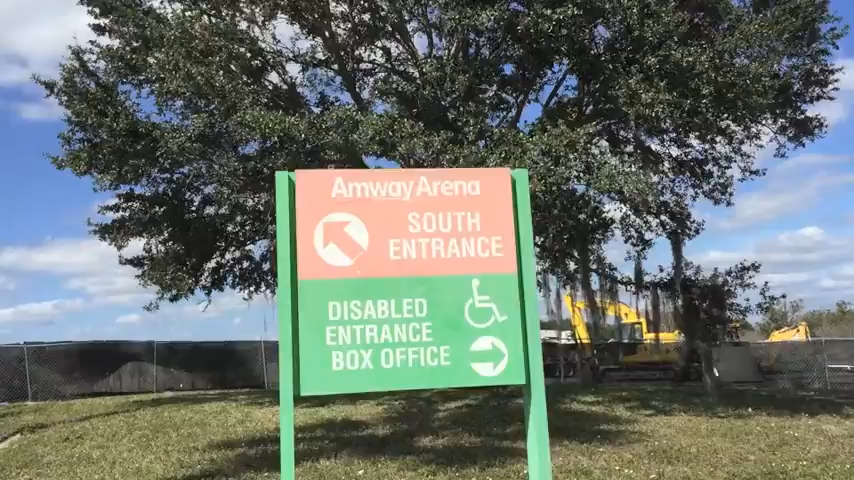 Amway Arena
SOUTH
ENTRANCE
DISABLED
ENTRANCE
BOX OFFICE